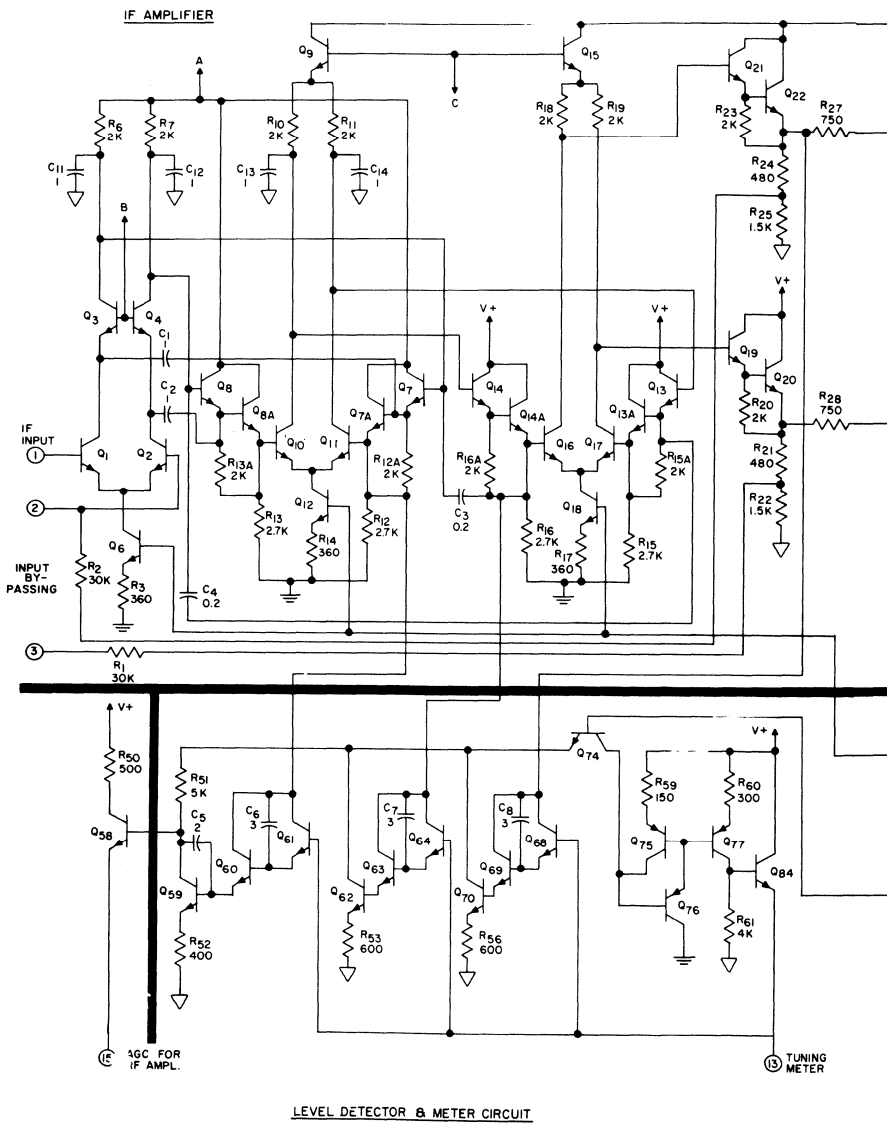 IF AMPLIFIER
Q9
Q15
A
C
Q21
Q22
R6
2K
R7
2K
R10
2K
R11
2K
R18
2K
R19
2K
R23
2K
R27
750
C11
1
C12
1
C13
1
C14
1
R24
480
R25
1.5K
B
V+
V+
V+
Q3
Q4
C1
1
Q19
Q20
Q8
Q7
Q14
Q13
C2
1
Q8A
Q7A
Q14A
Q13A
R20
2K
R28
750
IF
INPUT
1
Q1
Q2
Q10
Q11
Q16
Q17
R13A
2K
R12A
2K
R16A
2K
R15A
2K
R21
480
2
Q12
Q18
C3
0.2
R22
1.5K
Q6
R13
2.7K
R14
360
R12
2.7K
R16
2.7K
R17
360
R15
2.7K
INPUT
BY-
PASSING
R2
30K
R3
360
C4
0.2
3
R1
30K
V+
V+
R50
500
R51
5K
Q74
R59
150
R60
300
C5
2
C6
3
C7
3
C8
3
Q58
Q60
Q61
Q63
Q64
Q69
Q68
Q75
Q77
Q59
Q62
Q70
Q76
Q84
R52
400
R53
600
R56
600
R61
4K
15
AGC FOR
RF AMPL.
13
TUNING
METER
LEVEL DETECTOR & METER CIRCUIT